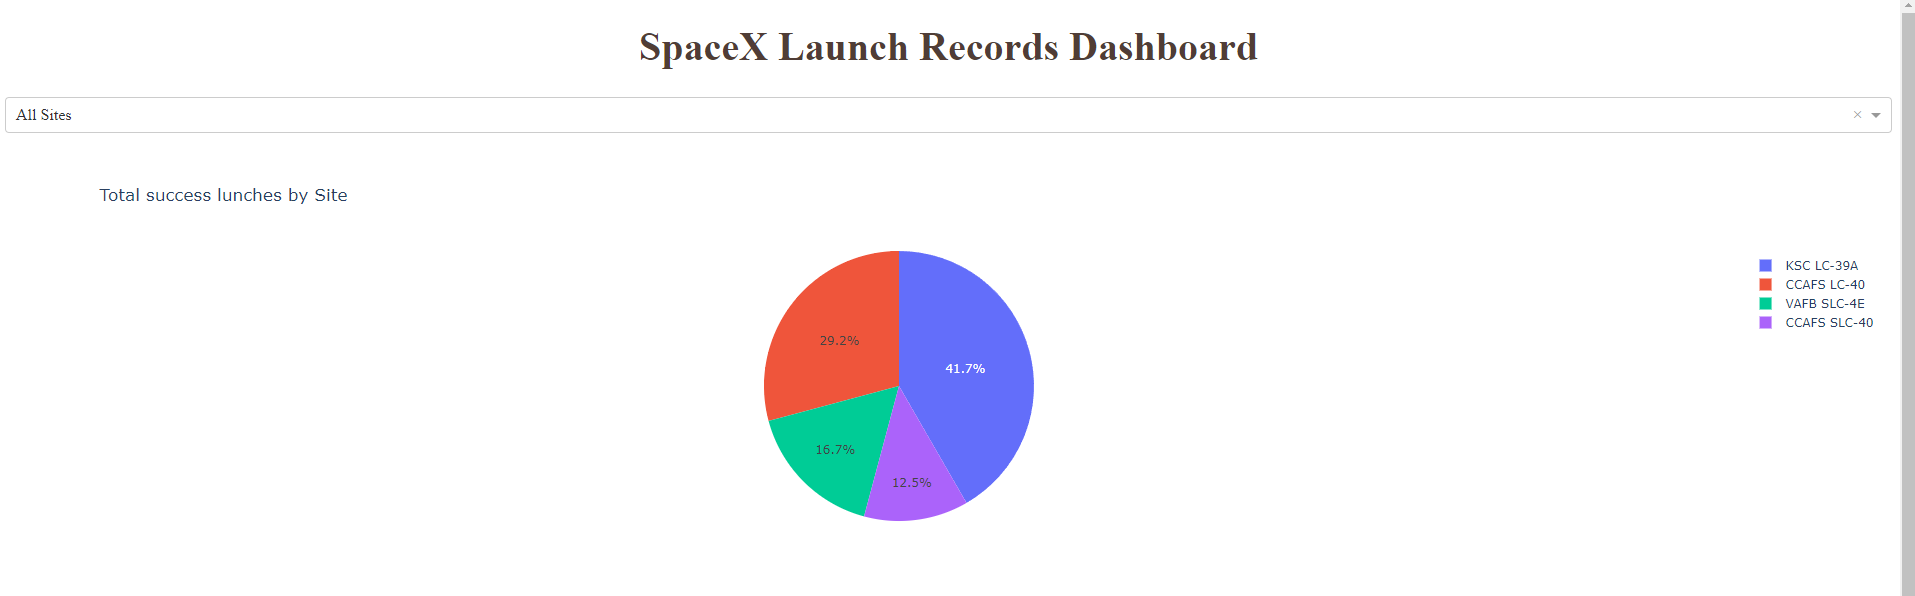 SpaceX Launch Records Dashboard
All Sites
Total success lunches by Site
KSC LC-39A
CCAFS LC-40
VAFB SLC-4E
CCAFS SLC-40
29.2%
41.7%
16.7%
12.5%